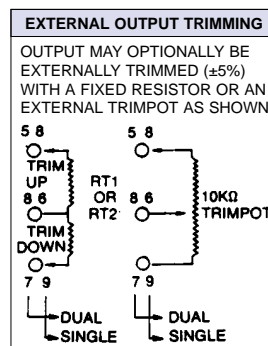 EXTERNAL OUTPUT TRIMMING
OUTPUT MAY OPTIONALLY BE
EXTERNALLY TRIMMED (±5%)
WITH A FIXED RESISTOR OR AN
EXTERNAL TRIMPOT AS SHOWN
5 8
5 8
TRIM
UP
RT1
OR
RT2
8 6
8 6
10KΩ
TRIMPOT
TRIM
DOWN
7 9
7 9
DUAL
DUAL
SINGLE
SINGLE